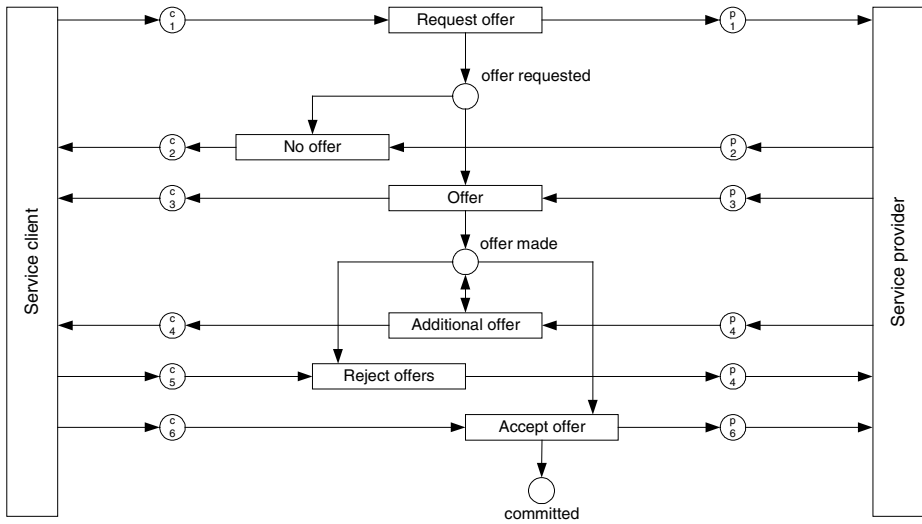 Service client
c
1
Request offer
p
1
Service provider
offer requested
c
2
No offer
p
2
c
3
Offer
p
3
offer made
c
4
Additional offer
p
4
c
5
Reject offers
p
4
c
6
Accept offer
p
6
committed